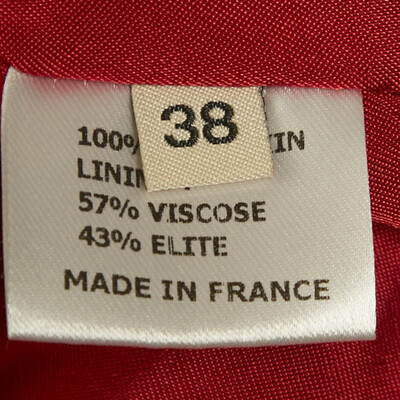 38
100%
57% VISCOSE
43% ELITE
MADE IN FRANCE